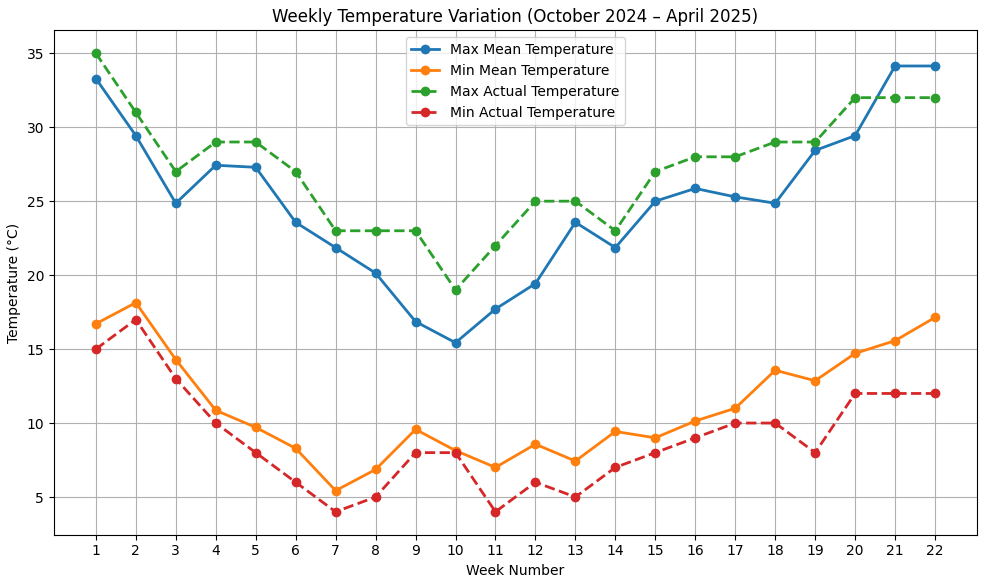 Weekly Temperature Variation (October 2024 – April 2025)
Max Mean Temperature
Min Mean Temperature
Max Actual Temperature
Min Actual Temperature
Temperature (°C)
35
30
25
20
15
10
5
1 2 3 4 5 6 7 8 9 10 11 12 13 14 15 16 17 18 19 20 21 22
Week Number